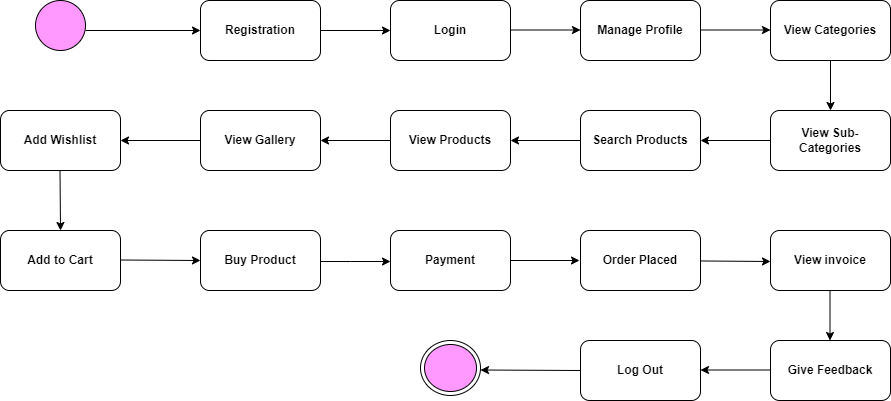 Registration
Login
Manage Profile
View Categories
Add Wishlist
View Gallery
View Products
Search Products
View Sub-
Categories
Add to Cart
Buy Product
Payment
Order Placed
View invoice
Log Out
Give Feedback